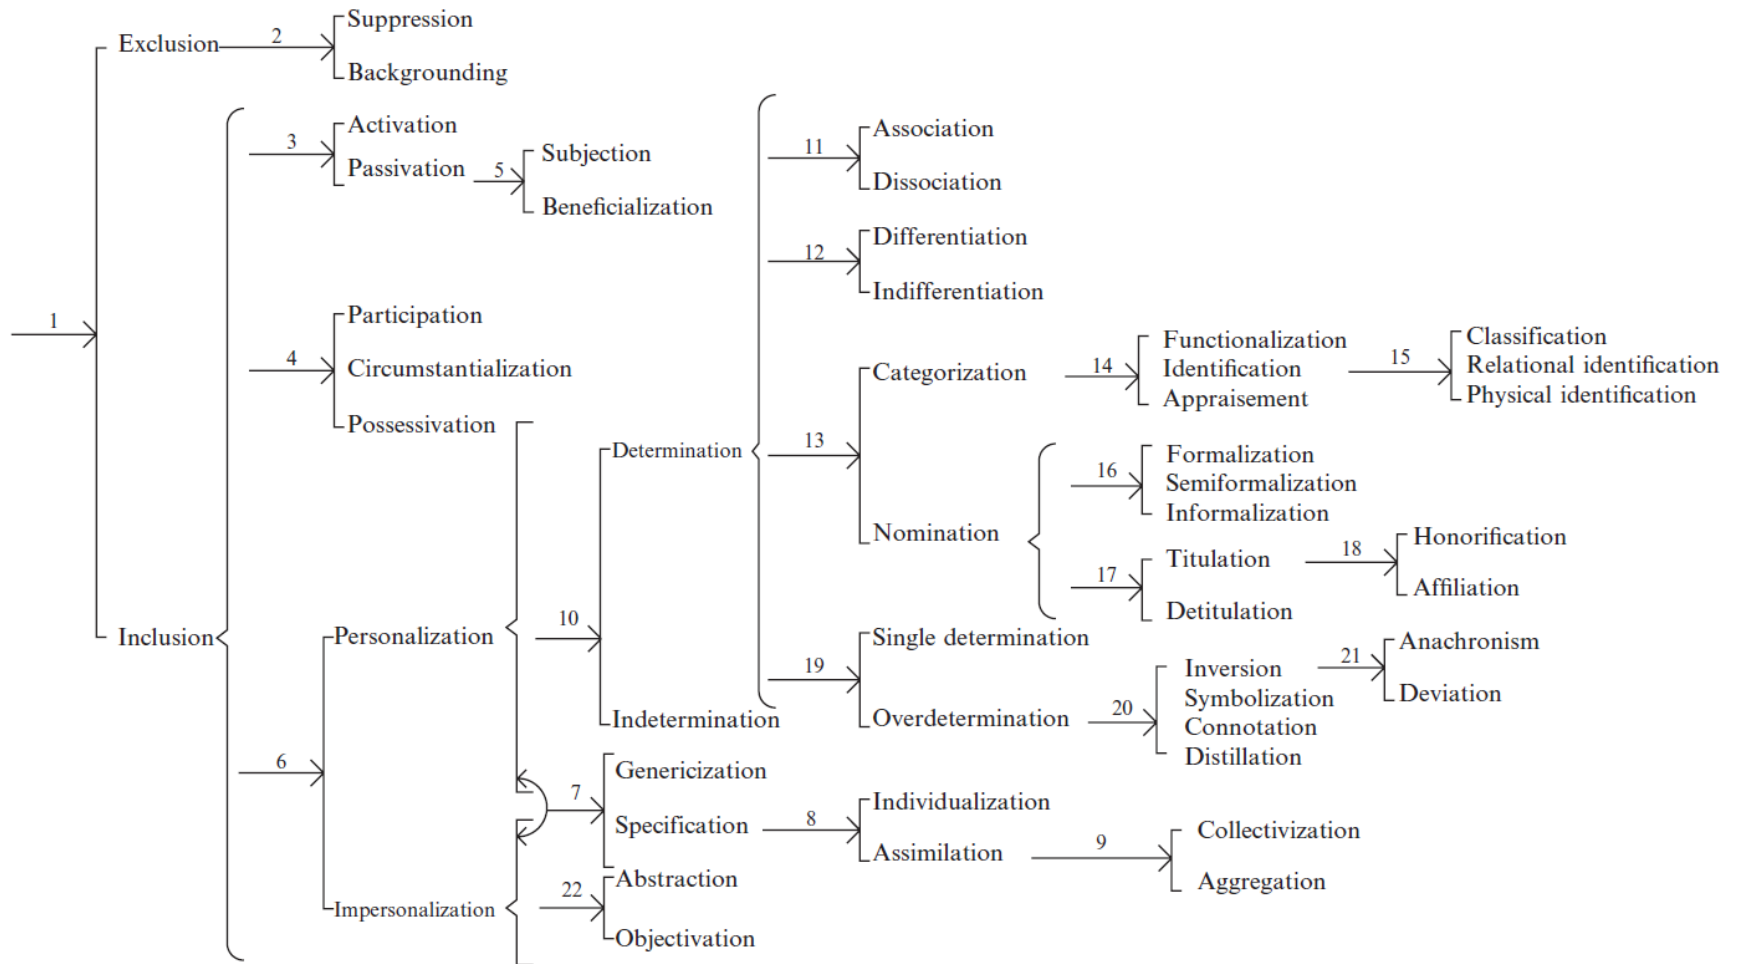 Suppression
Exclusion 2
Backgrounding
Activation
3
Passivation
5
Subjection
Beneficialization
11
Association
Dissociation
12
Differentiation
Indifferentiation
1
4
Participation
Circumstantialization
Possessivation
Determination
13
Categorization
14
Functionalization
Identification
Appraisement
15
Classification
Relational identification
Physical identification
Nomination
16
Formalization
Semiformalization
Informalization
17
Titulation
Detitulation
18
Honorification
Affiliation
Inclusion
Personalization
10
19
Single determination
Overdetermination
20
Inversion
Symbolization
Connotation
Distillation
21
Anachronism
Deviation
Indetermination
6
7
Genericization
Specification
8
Individualization
Assimilation
9
Collectivization
Aggregation
Impersonalization
22
Abstraction
Objectivation